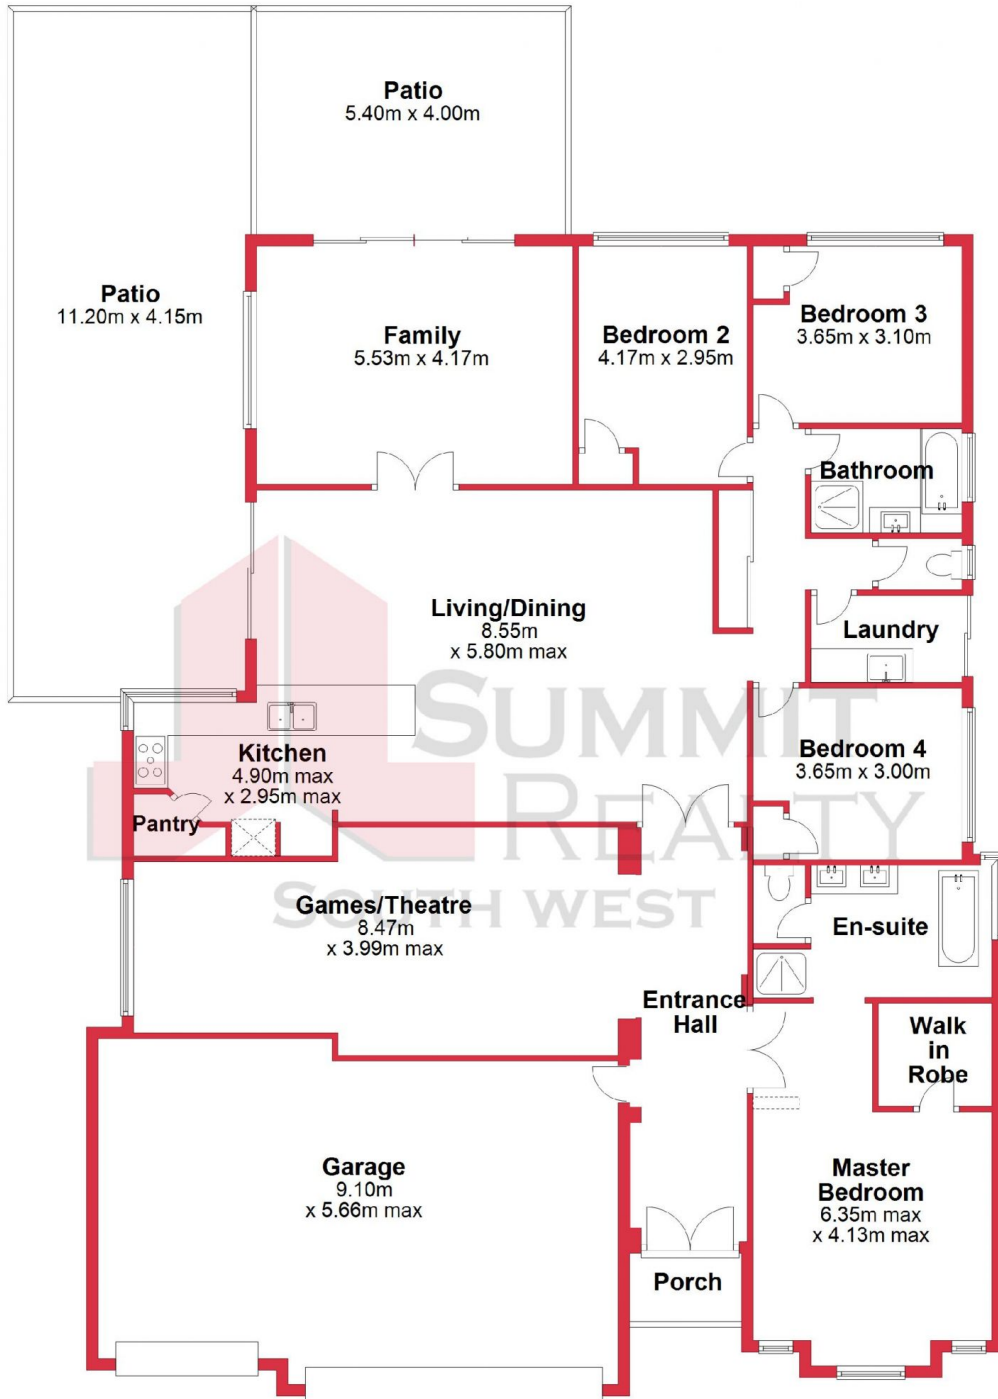 Patio
5.40m x 4.00m
Patio
11.20m x 4.15m
Family
5.53m x 4.17m
Bedroom 2
4.17m x 2.95m
Bedroom 3
3.65m x 3.10m
Bathroom
Living/Dining
8.55m
x 5.80m max
Laundry
Kitchen
4.90m max
x 2.95m max
Pantry
Bedroom 4
3.65m x 3.00m
SUMMIT
REALTY
SOUTH WEST
Games/Theatre
8.47m
x 3.99m max
En-suite
Entrance
Hall
Walk
in
Robe
Garage
9.10m
x 5.66m max
Master
Bedroom
6.35m max
x 4.13m max
Porch